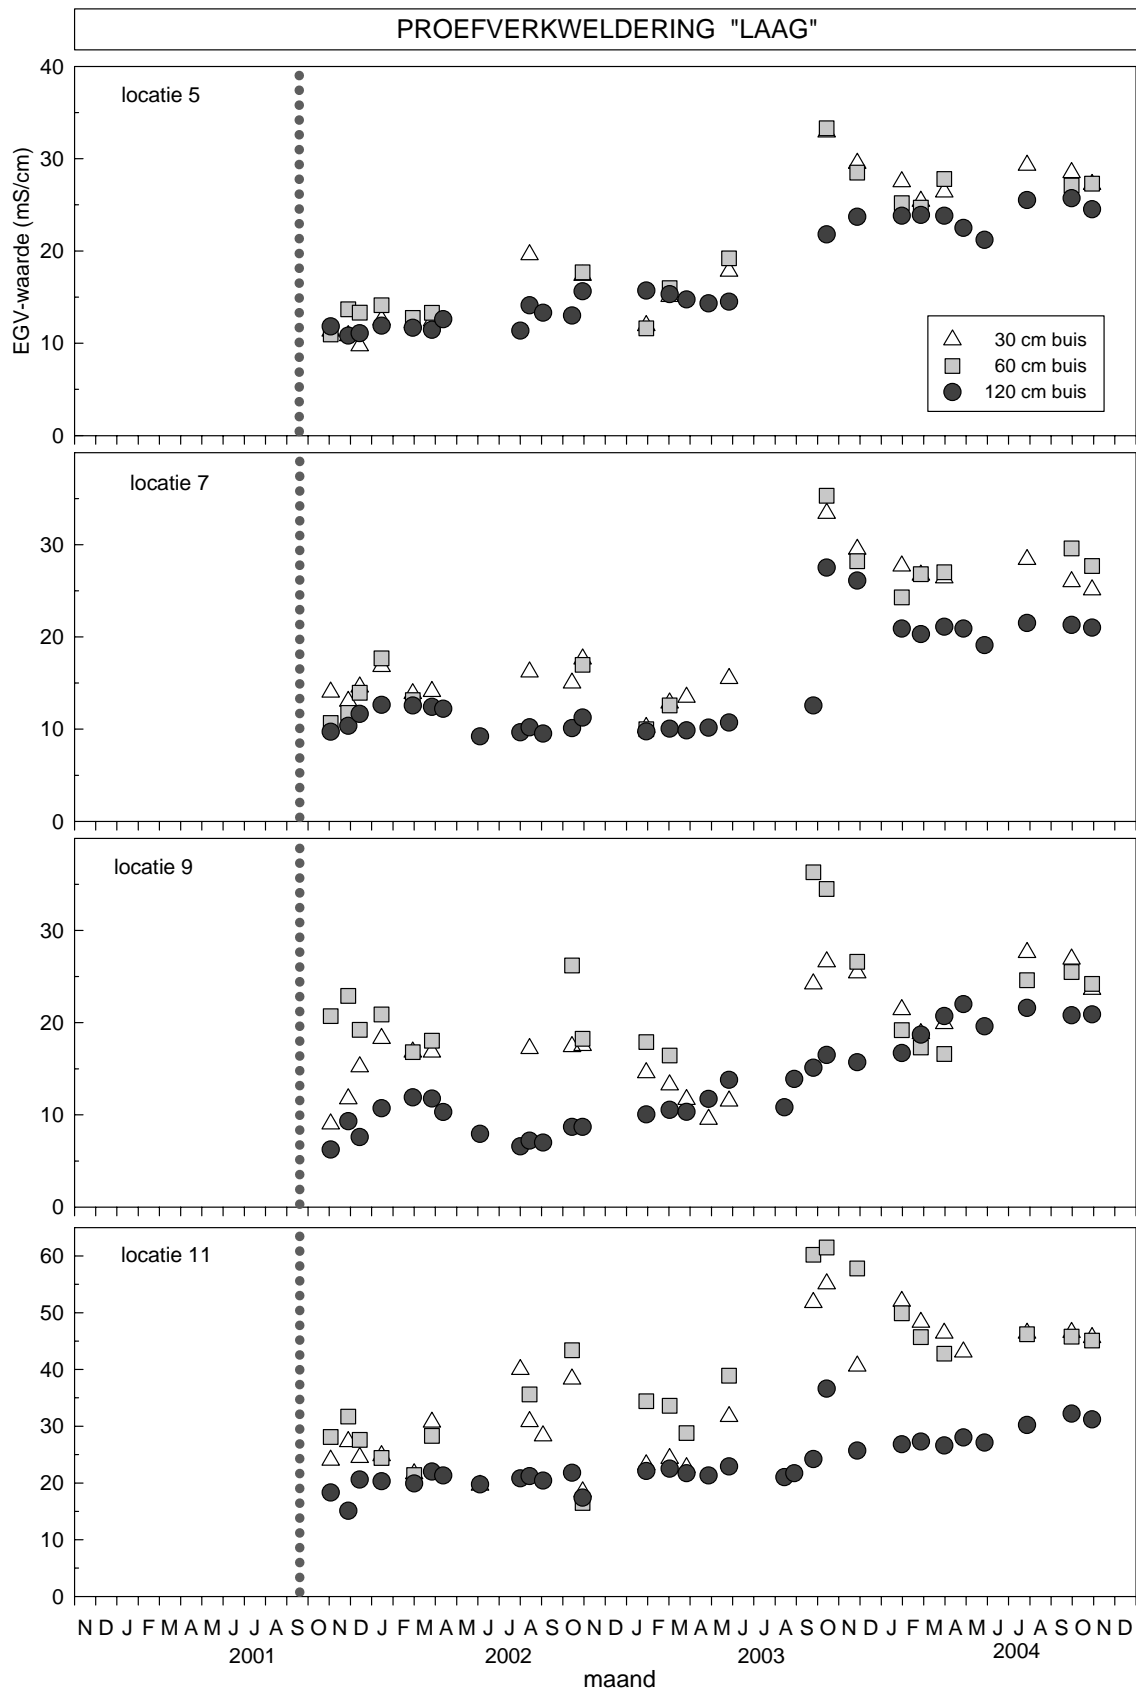 PROEFVERKWELDERING "LAAG"
40
locatie 5
30
20
10
0
EGV-waarde (mS/cm)
30 cm buis
60 cm buis
120 cm buis
locatie 7
30
20
10
0
locatie 9
30
20
10
0
locatie 11
60
50
40
30
20
10
0
N D J F M A M J J A S O N D J F M A M J J A S O N D J F M A M J J A S O N D J F M A M J J A S O N D
2001 2002 2003 2004
maand